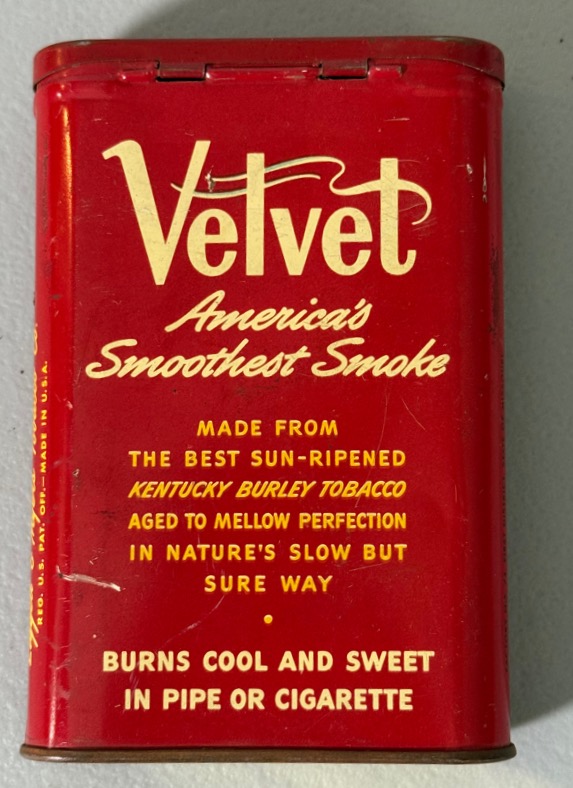 Velvet
America's
Smoothest Smoke
MADE FROM
THE BEST SUN-RIPENED
KENTUCKY BURLEY TOBACCO
AGED TO MELLOW PERFECTION
IN NATURE'S SLOW BUT
SURE WAY
•
BURNS COOL AND SWEET
IN PIPE OR CIGARETTE
REG. U.S. PAT. OFF.—MADE IN U.S.A.